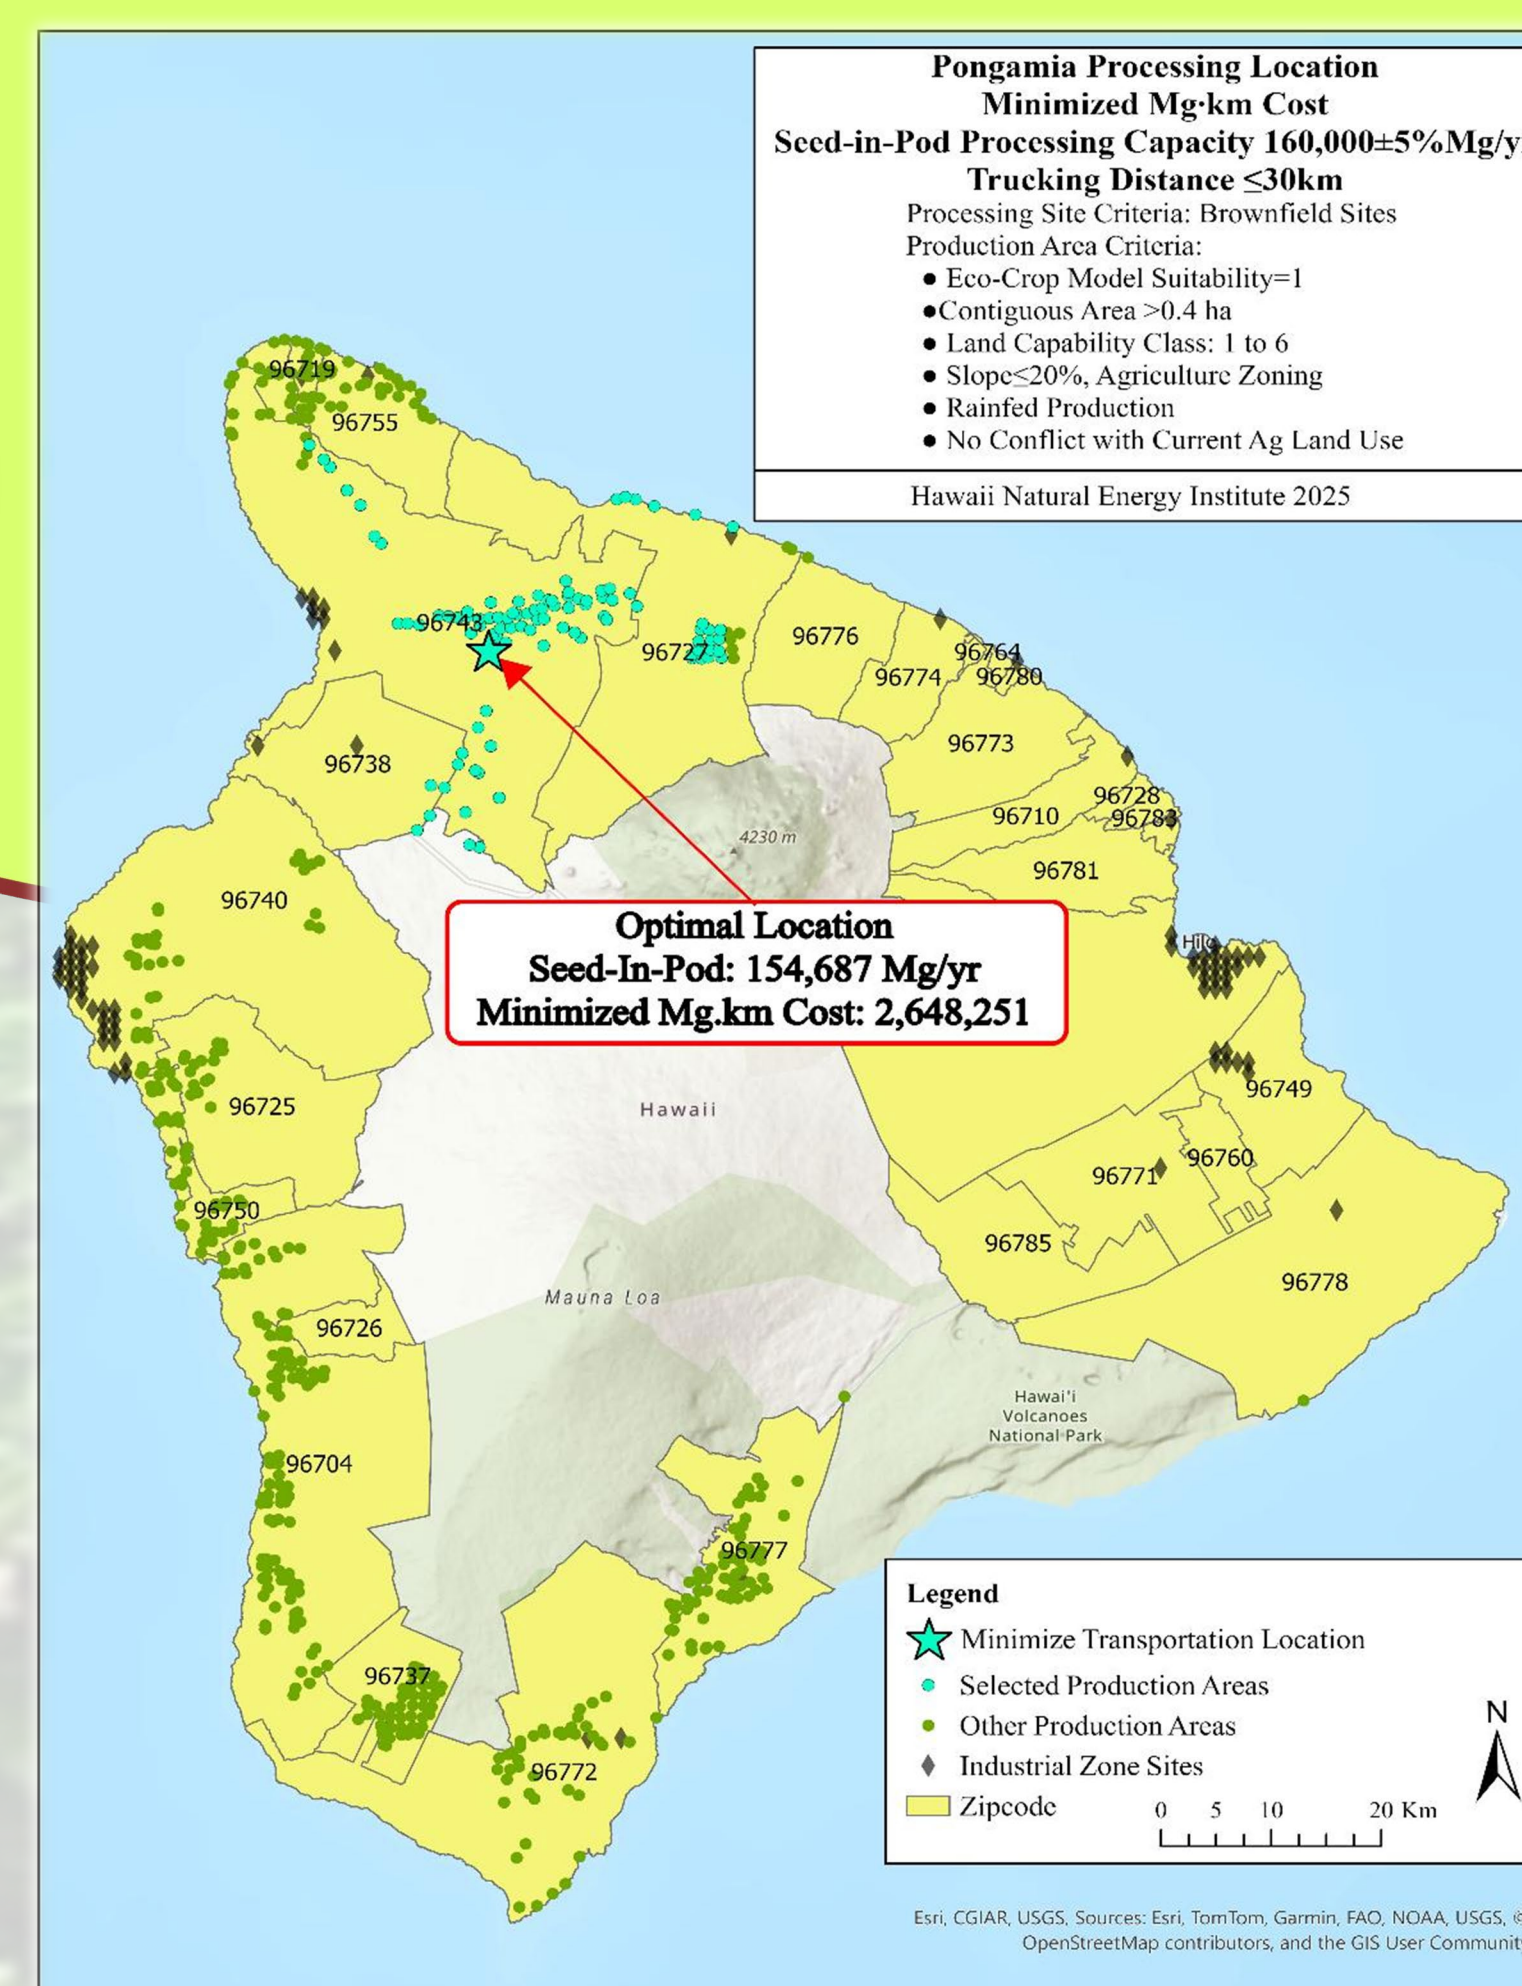 Pongamia Processing Location
Minimized Mg·km Cost
Seed-in-Pod Processing Capacity 160,000±5%Mg/y
Trucking Distance ≤30km
Processing Site Criteria: Brownfield Sites
Production Area Criteria:
● Eco-Crop Model Suitability=1
●Contiguous Area >0.4 ha
● Land Capability Class: 1 to 6
● Slope≤20%, Agriculture Zoning
● Rainfed Production
● No Conflict with Current Ag Land Use
Hawaii Natural Energy Institute 2025
96719
96755
96743
96727
96776
96764
96774
96780
96773
96738
96728
96710
96783
4230 m
96781
96740
Optimal Location
Seed-In-Pod: 154,687 Mg/yr
Minimized Mg.km Cost: 2,648,251
Hilo
96749
96725
Hawaii
96760
96771
96750
96785
96778
Mauna Loa
96726
Hawai'i
Volcanoes
National Park
96704
96777
96737
96772
Legend
Minimize Transportation Location
Selected Production Areas
Other Production Areas
Industrial Zone Sites
Zipcode
0 5 10 20 Km
N
Esri, CGIAR, USGS, Sources: Esri, TomTom, Garmin, FAO, NOAA, USGS, ©
OpenStreetMap contributors, and the GIS User Communit